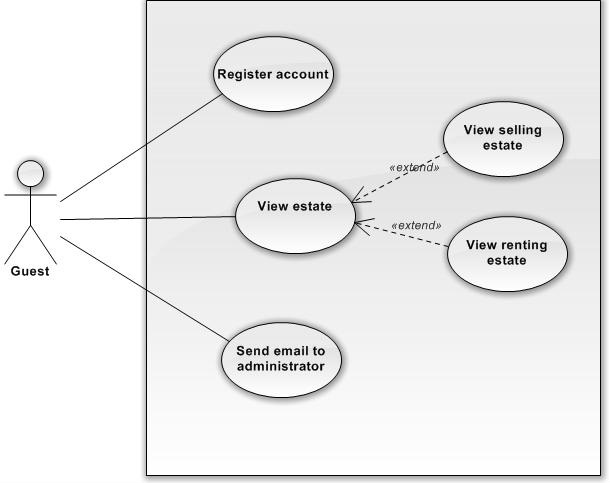 Register account
View selling
estate
«extend»
View estate
«extend»
View renting
estate
Guest
Send email to
administrator